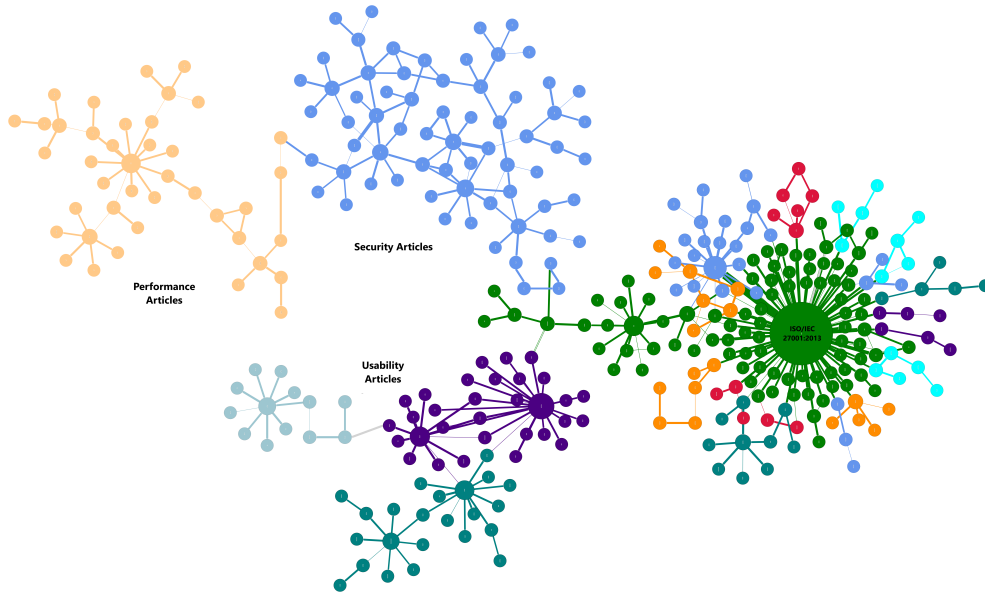 Security Articles
Performance
Articles
ISO/IEC
27001:2013
Usability
Articles